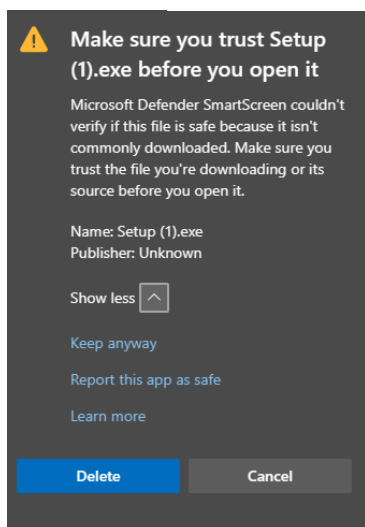 Make sure you trust Setup
(1).exe before you open it
Microsoft Defender SmartScreen couldn't
verify if this file is safe because it isn't
commonly downloaded. Make sure you
trust the file you're downloading or its
source before you open it.
Name: Setup (1).exe
Publisher: Unknown
Show less
Keep anyway
Report this app as safe
Learn more
Delete
Cancel